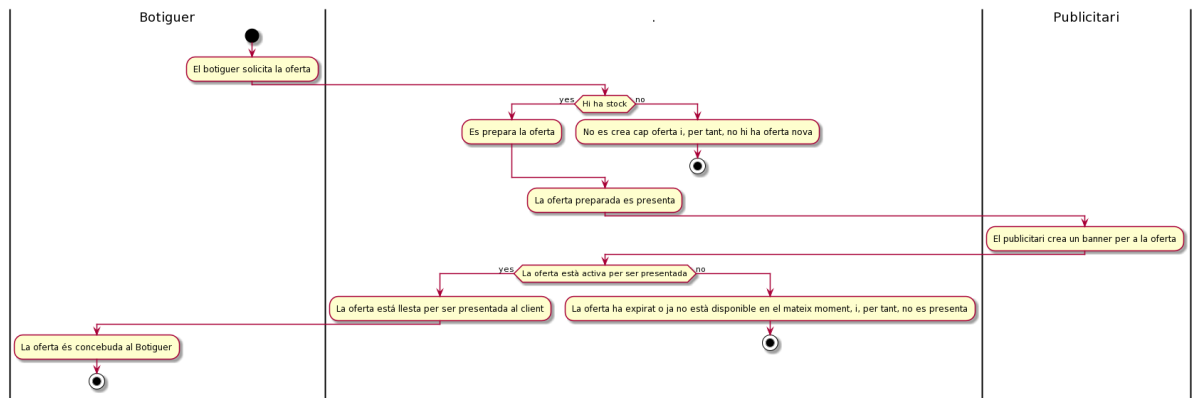 Botiguer
.
Publicitari
El botiguer solicita la oferta
Hi ha stock
yes
no
Es prepara la oferta
No es crea cap oferta i, per tant, no hi ha oferta nova
La oferta preparada es presenta
El publicitari crea un banner per a la oferta
La oferta està activa per ser presentada
yes
no
La oferta está llesta per ser presentada al client
La oferta ha expirat o ja no està disponible en el mateix moment, i, per tant, no es presenta
La oferta és concebuda al Botiguer